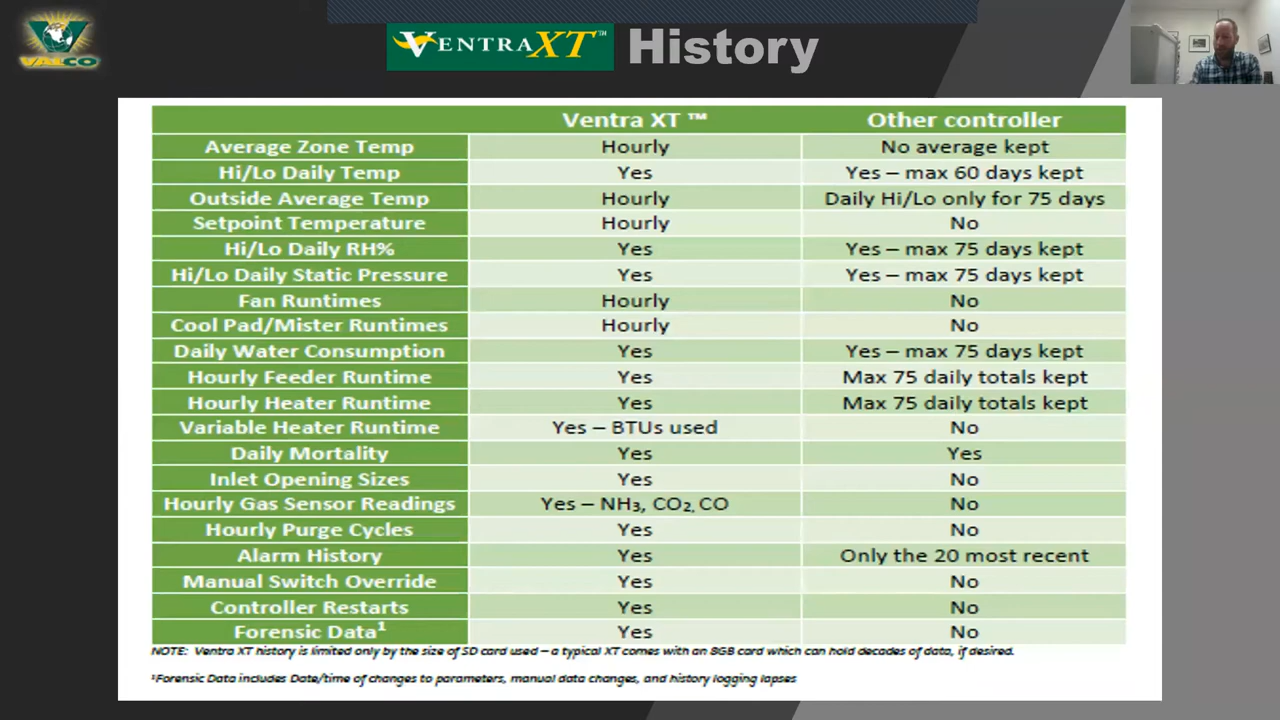 VALCO
VENTRA XT™ History
Ventra XT ™ Other controller
Average Zone Temp Hourly No average kept
Hi/Lo Daily Temp Yes Yes – max 60 days kept
Outside Average Temp Hourly Daily Hi/Lo only for 75 days
Setpoint Temperature Hourly No
Hi/Lo Daily RH% Yes Yes – max 75 days kept
Hi/Lo Daily Static Pressure Yes Yes – max 75 days kept
Fan Runtimes Hourly No
Cool Pad/Mister Runtimes Hourly No
Daily Water Consumption Yes Yes – max 75 days kept
Hourly Feeder Runtime Yes Max 75 daily totals kept
Hourly Heater Runtime Yes Max 75 daily totals kept
Variable Heater Runtime Yes – BTUs used No
Daily Mortality Yes Yes
Inlet Opening Sizes Yes No
Hourly Gas Sensor Readings Yes – NH₃, CO₂, CO No
Hourly Purge Cycles Yes No
Alarm History Yes Only the 20 most recent
Manual Switch Override Yes No
Controller Restarts Yes No
Forensic Data¹ Yes No
NOTE: Ventra XT history is limited only by the size of SD card used – a typical XT comes with an 8GB card which can hold decades of data, if desired.
¹Forensic Data includes Date/time of changes to parameters, manual data changes, and history logging lapses